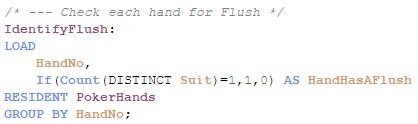 /* --- Check each hand for Flush */
IdentifyFlush:
LOAD
    HandNo,
    If(Count(DISTINCT Suit)=1,1,0) AS HandHasAFlush
RESIDENT PokerHands
GROUP BY HandNo;